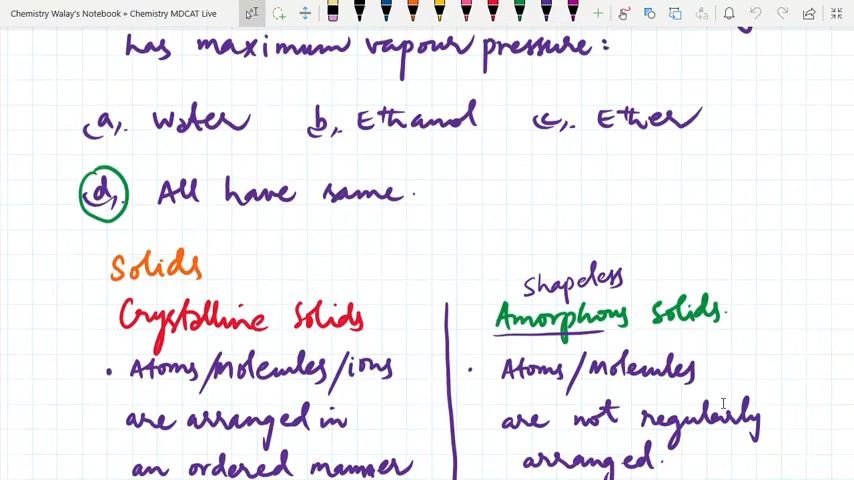 Chemistry Walay's Notebook » Chemistry MDCAT Live
has maximum vapour pressure:
a, Water b, Ethanol c, Ether
d, All have same.
Solids
Crystalline Solids
• Atoms/Molecules/ions
are arranged in
an ordered manner
Shapeless
Amorphous Solids.
• Atoms/Molecules
are not regularly
arranged.